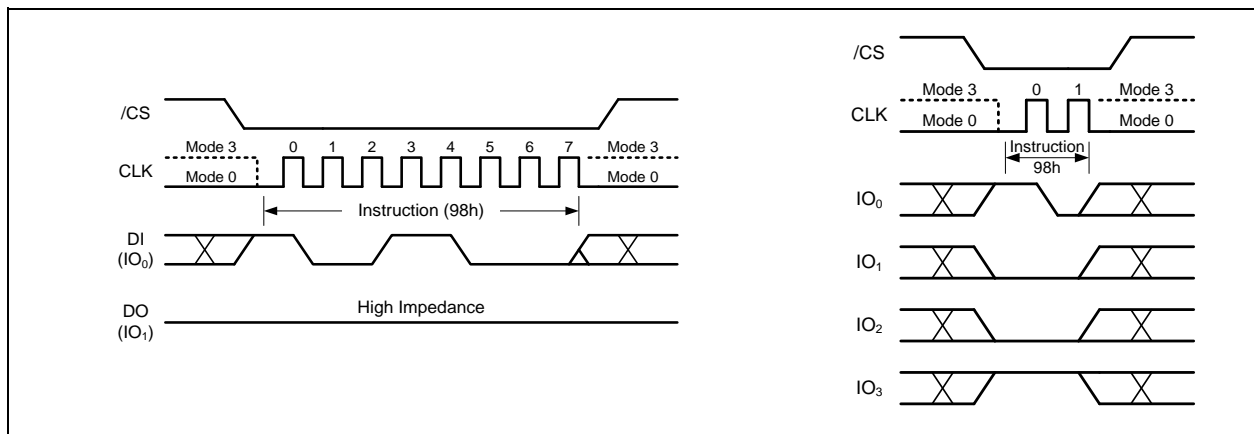 /CS
Mode 3 0 1 2 3 4 5 6 7 Mode 3
CLK Mode 0 Mode 0
Instruction (98h)
DI
(IO₀)
High Impedance
DO
(IO₁)
/CS
Mode 3 0 1 Mode 3
CLK Mode 0 Mode 0
Instruction
98h
IO₀
IO₁
IO₂
IO₃